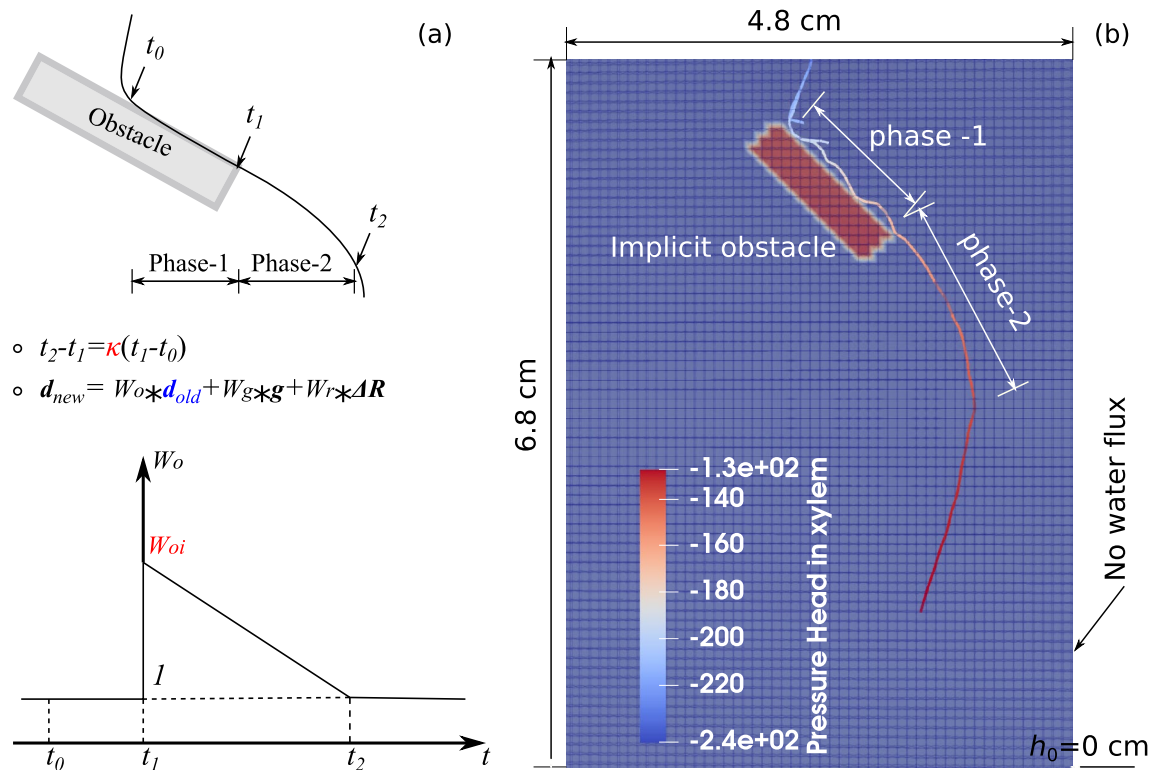 (a)
t0
Obstacle
t1
t2
Phase-1
Phase-2
t2-t1=κ(t1-t0)
dnew= Wo*dold+Wg*g+Wr*ΔR
Wo
Woi
1
t0
t1
t2
t
4.8 cm
(b)
phase -1
Implicit obstacle
phase-2
6.8 cm
-1.3e+02
-140
-160
-180
-200
-220
-2.4e+02
Pressure Head in xylem
No water flux
h0=0 cm